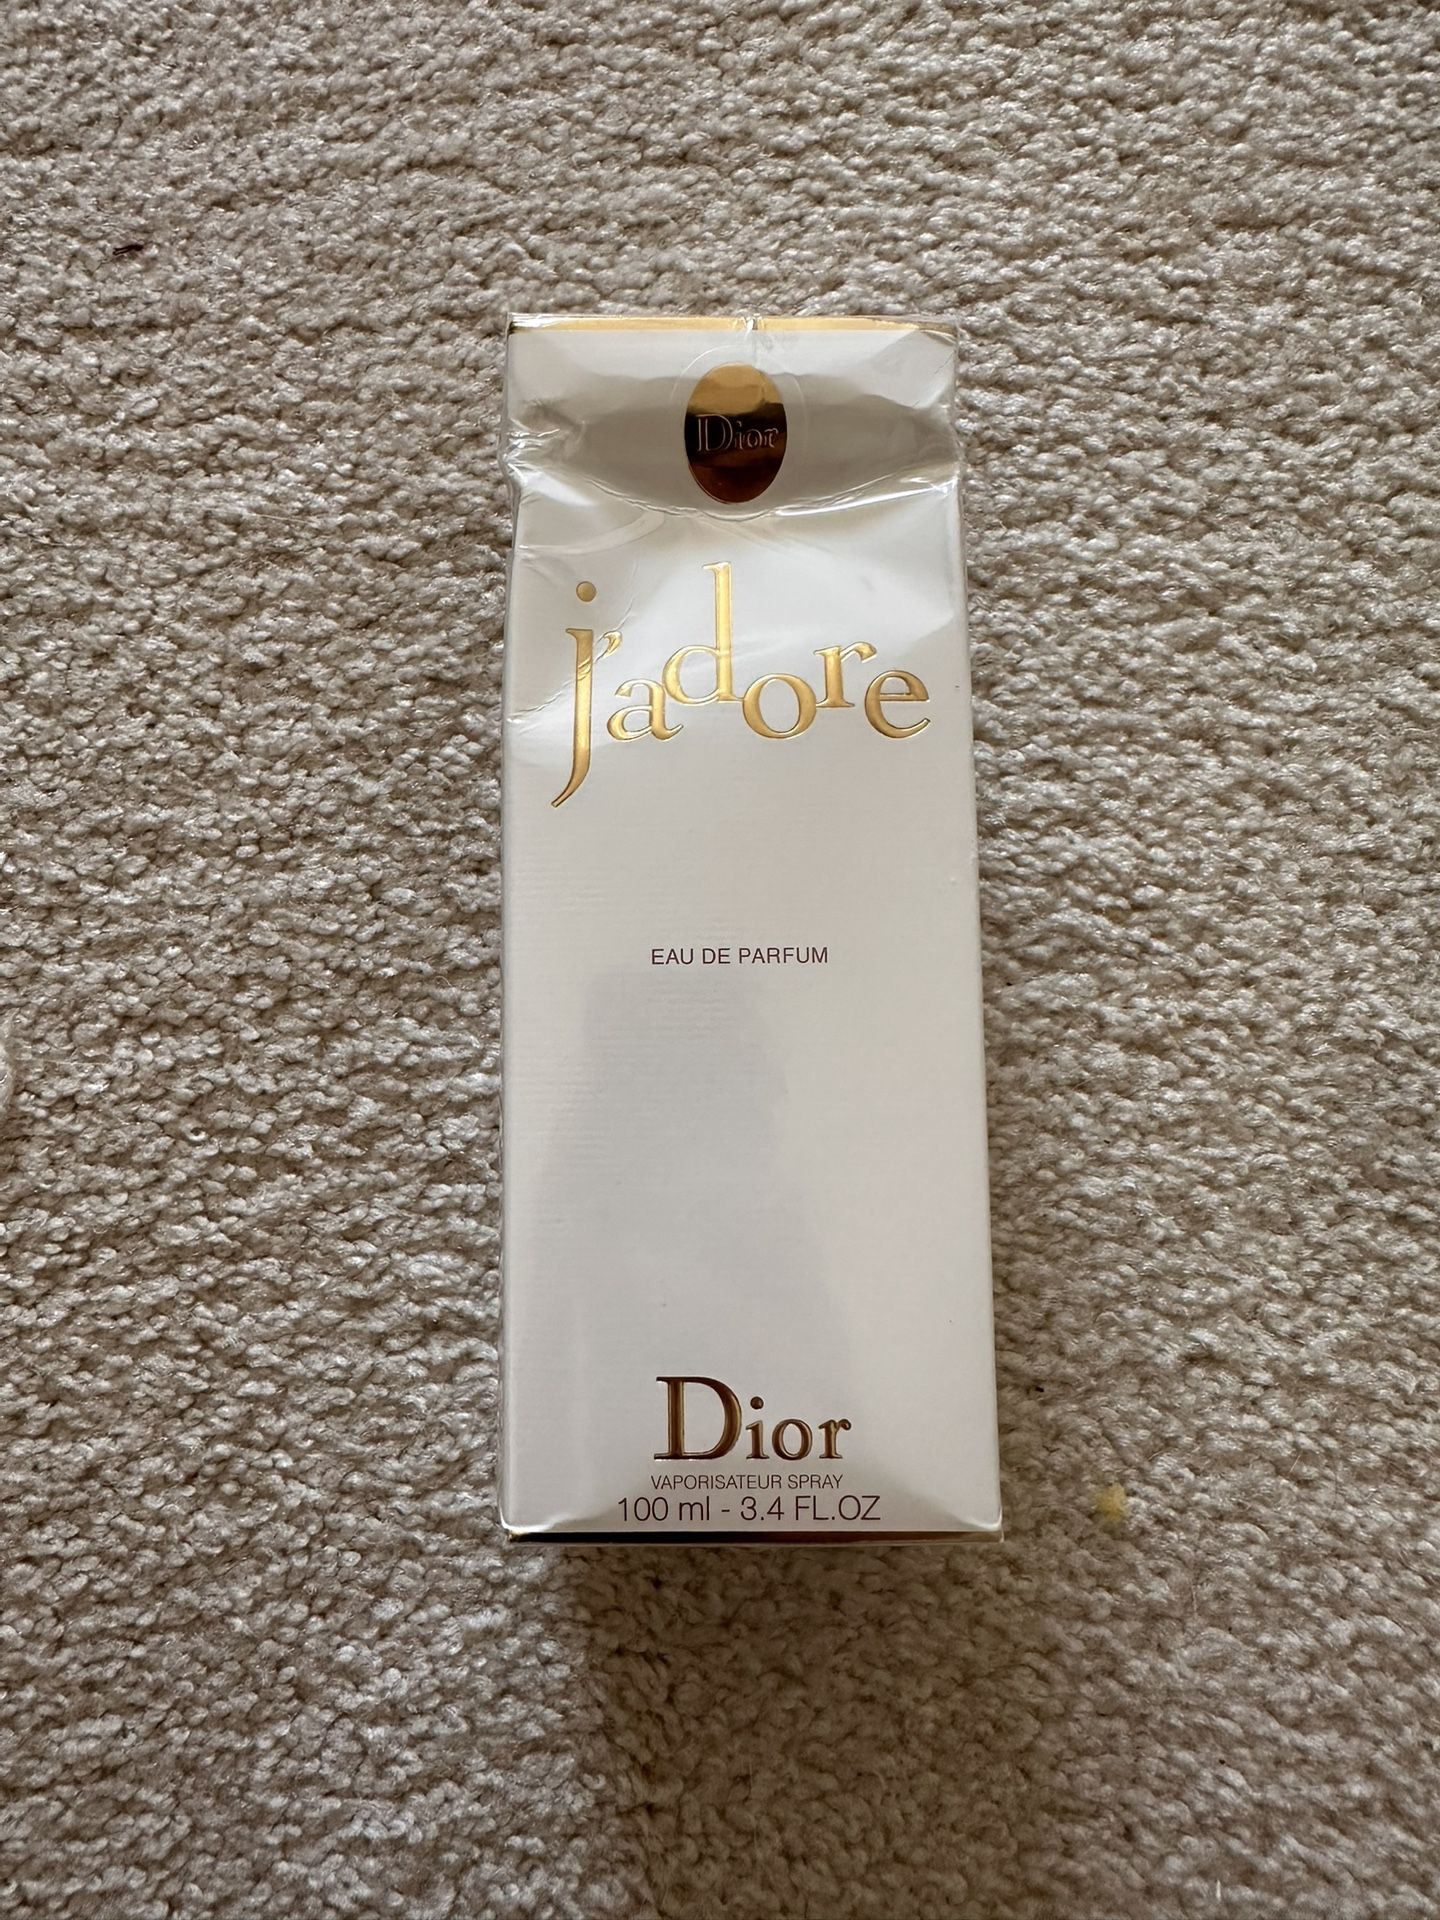 Dior
j'adore
EAU DE PARFUM
Dior
VAPORISATEUR SPRAY
100 ml - 3.4 FL.OZ